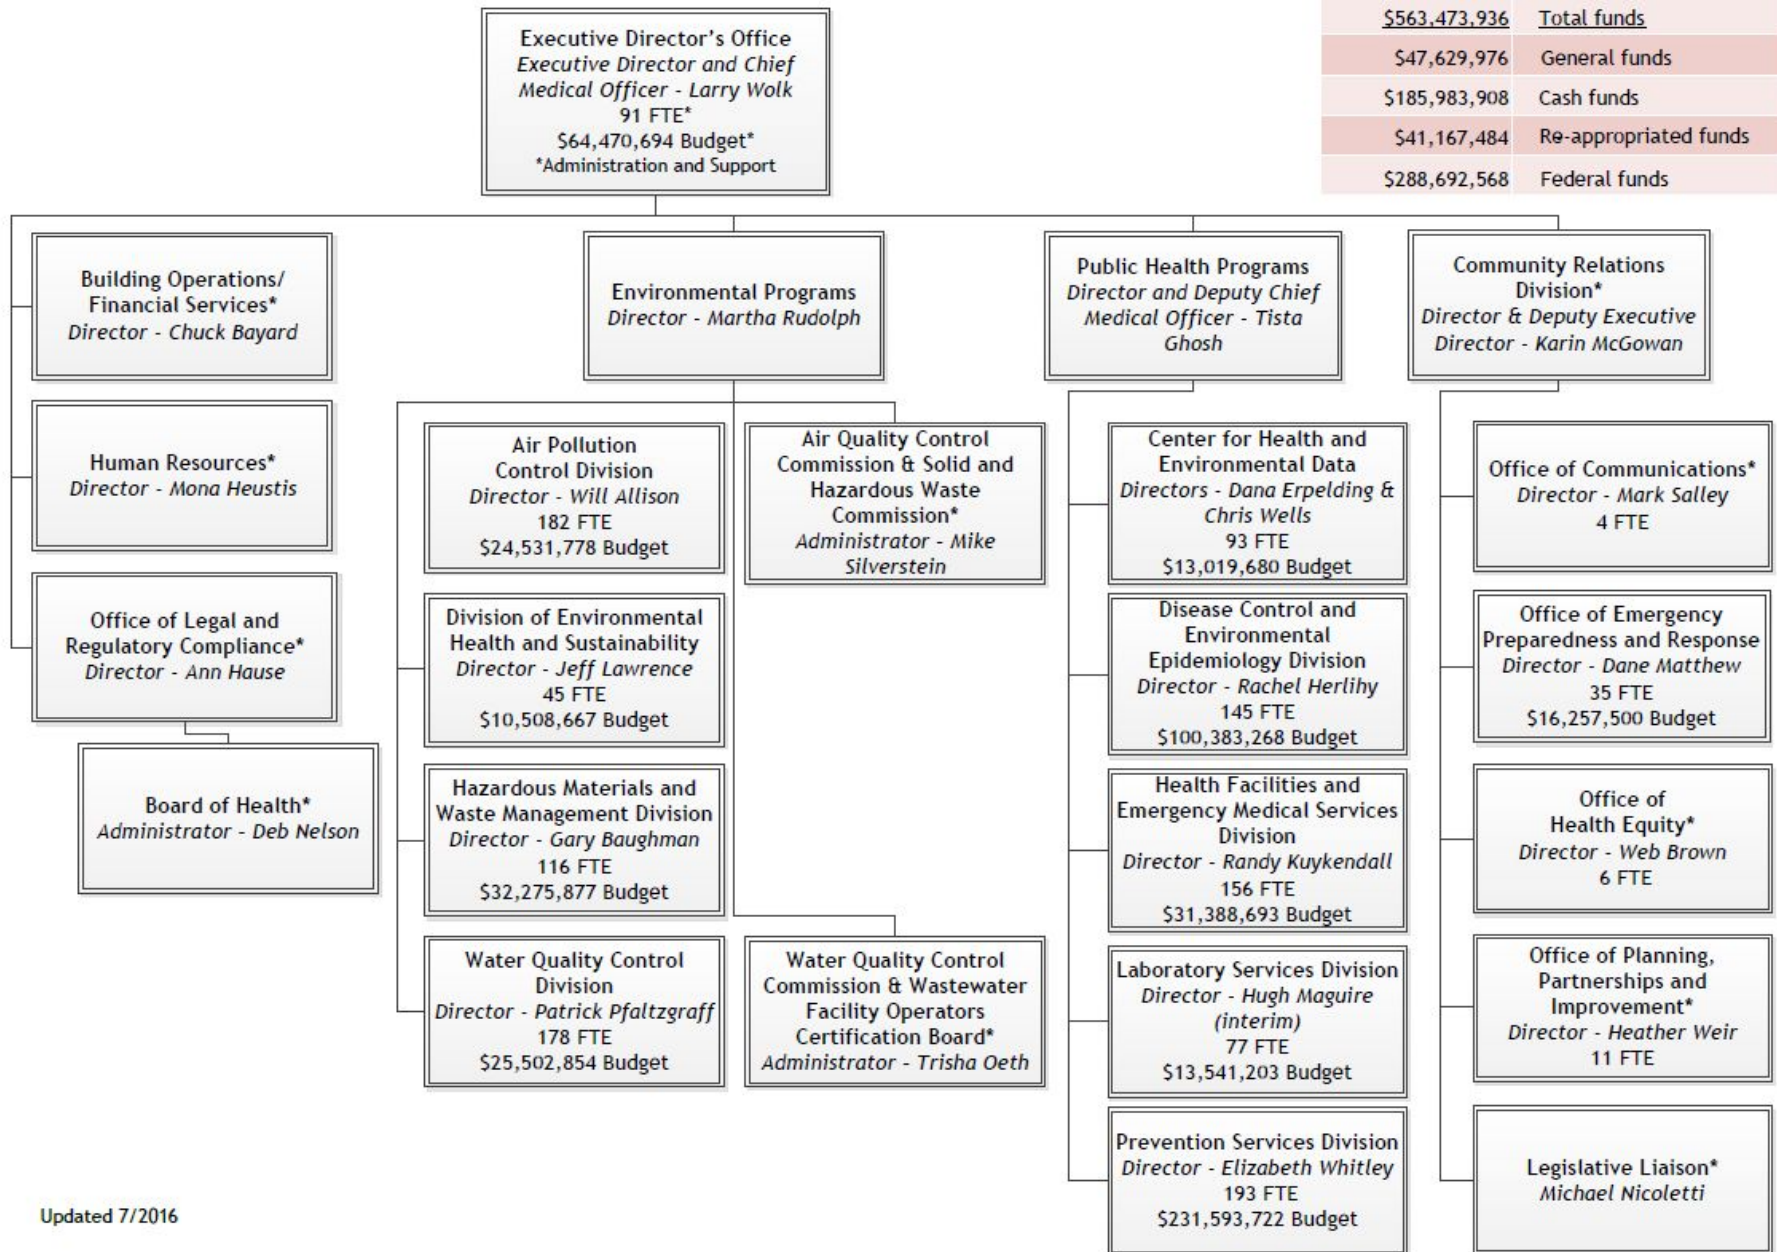 Executive Director's Office
Executive Director and Chief
Medical Officer - Larry Wolk
91 FTE*
$64,470,694 Budget*
*Administration and Support
$563,473,936 Total funds
$47,629,976 General funds
$185,983,908 Cash funds
$41,167,484 Re-appropriated funds
$288,692,568 Federal funds
Building Operations/
Financial Services*
Director - Chuck Bayard
Human Resources*
Director - Mona Heustis
Office of Legal and
Regulatory Compliance*
Director - Ann Hause
Board of Health*
Administrator - Deb Nelson
Environmental Programs
Director - Martha Rudolph
Air Pollution
Control Division
Director - Will Allison
182 FTE
$24,531,778 Budget
Division of Environmental
Health and Sustainability
Director - Jeff Lawrence
45 FTE
$10,508,667 Budget
Hazardous Materials and
Waste Management Division
Director - Gary Baughman
116 FTE
$32,275,877 Budget
Water Quality Control
Division
Director - Patrick Pfaltzgraff
178 FTE
$25,502,854 Budget
Air Quality Control
Commission & Solid and
Hazardous Waste
Commission*
Administrator - Mike
Silverstein
Water Quality Control
Commission & Wastewater
Facility Operators
Certification Board*
Administrator - Trisha Oeth
Public Health Programs
Director and Deputy Chief
Medical Officer - Tista
Ghosh
Center for Health and
Environmental Data
Directors - Dana Erpelding &
Chris Wells
93 FTE
$13,019,680 Budget
Disease Control and
Environmental
Epidemiology Division
Director - Rachel Herlihy
145 FTE
$100,383,268 Budget
Health Facilities and
Emergency Medical Services
Division
Director - Randy Kuykendall
156 FTE
$31,388,693 Budget
Laboratory Services Division
Director - Hugh Maguire
(interim)
77 FTE
$13,541,203 Budget
Prevention Services Division
Director - Elizabeth Whitley
193 FTE
$231,593,722 Budget
Community Relations
Division*
Director & Deputy Executive
Director - Karin McGowan
Office of Communications*
Director - Mark Salley
4 FTE
Office of Emergency
Preparedness and Response
Director - Dane Matthew
35 FTE
$16,257,500 Budget
Office of
Health Equity*
Director - Web Brown
6 FTE
Office of Planning,
Partnerships and
Improvement*
Director - Heather Weir
11 FTE
Legislative Liaison*
Michael Nicoletti
Updated 7/2016